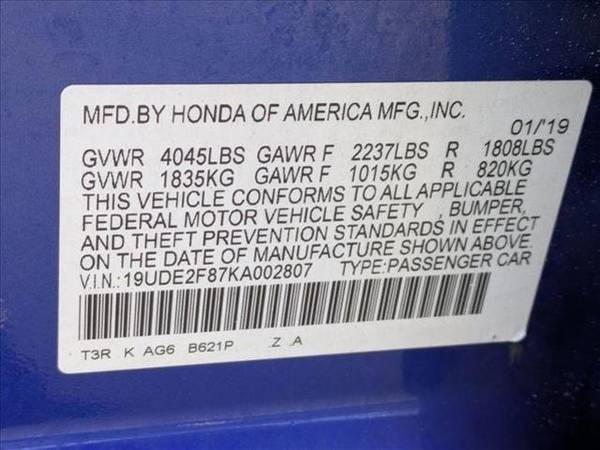 MFD.BY HONDA OF AMERICA MFG.,INC.
01/'19
GVWR 4045LBS GAWR F 2237LBS R 1808LBS
GVWR 1835KG GAWR F 1015KG R 820KG
THIS VEHICLE CONFORMS TO ALL APPLICABLE
FEDERAL MOTOR VEHICLE SAFETY , BUMPER,
AND THEFT PREVENTION STANDARDS IN EFFECT
ON THE DATE OF MANUFACTURE SHOWN ABOVE.
V.I.N.:19UDE2F87KA002807 TYPE:PASSENGER CAR
T3R K AG6 B621P Z A